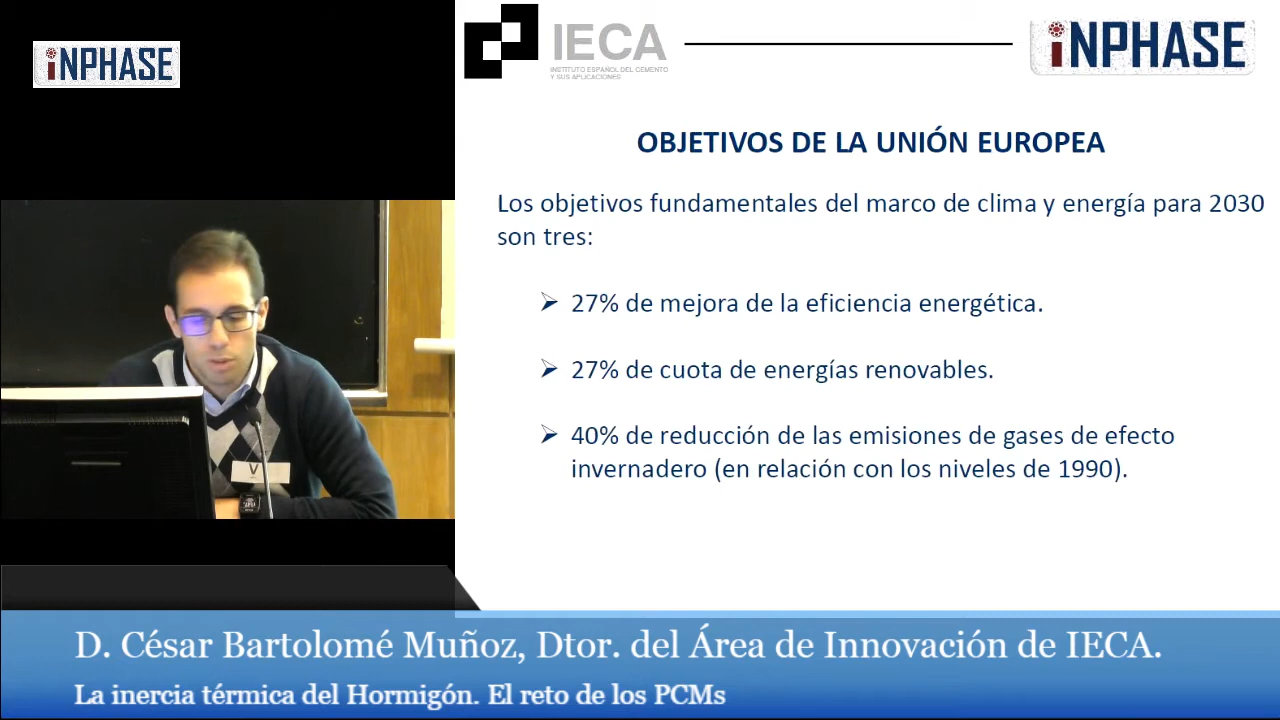 iNPHASE
IECA
INSTITUTO ESPAÑOL DEL CEMENTO
Y SUS APLICACIONES
iNPHASE
OBJETIVOS DE LA UNIÓN EUROPEA
Los objetivos fundamentales del marco de clima y energía para 2030
son tres:
27% de mejora de la eficiencia energética.
27% de cuota de energías renovables.
40% de reducción de las emisiones de gases de efecto
invernadero (en relación con los niveles de 1990).
V
D. César Bartolomé Muñoz, Dtor. del Área de Innovación de IECA.
La inercia térmica del Hormigón. El reto de los PCMs